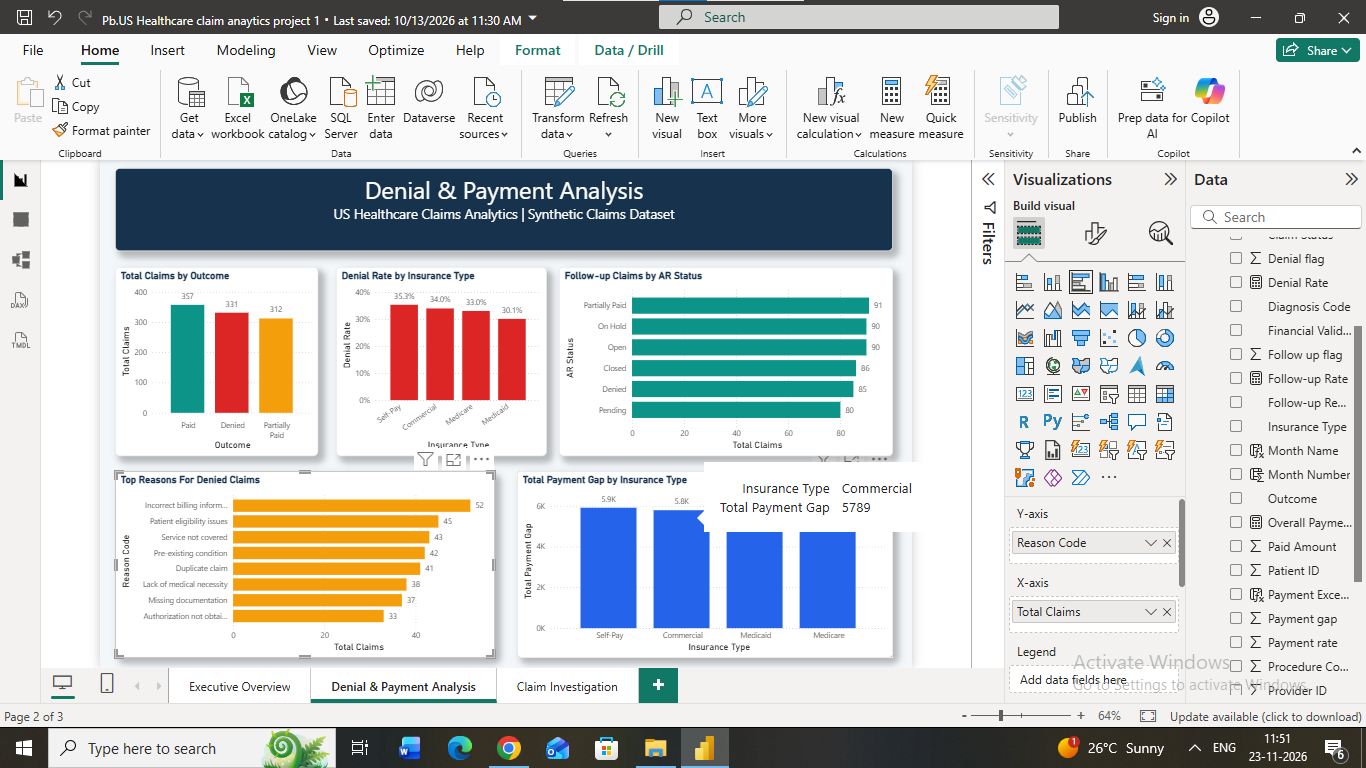 Pb.US Healthcare claim anaytics project 1 • Last saved: 10/13/2026 at 11:30 AM
Search
Sign in
File Home Insert Modeling View Optimize Help Format Data / Drill
Share
Paste
Cut
Copy
Format painter
Clipboard
Get data
Excel workbook
OneLake catalog
SQL Server
Enter data
Dataverse
Recent sources
Data
Transform data
Refresh
Queries
New visual
Text box
More visuals
Insert
New visual calculation
New measure
Quick measure
Calculations
Sensitivity
Sensitivity
Publish
Share
Prep data for AI
Copilot
Copilot
Denial & Payment Analysis
US Healthcare Claims Analytics | Synthetic Claims Dataset
Total Claims by Outcome
Total Claims
400
300
200
100
0
357
331
312
Paid
Denied
Partially Paid
Outcome
Denial Rate by Insurance Type
Denial Rate
40%
30%
20%
10%
0%
35.3%
34.0%
33.0%
30.1%
Self-Pay
Commercial
Medicare
Medicaid
Insurance Type
Follow-up Claims by AR Status
AR Status
Partially Paid 91
On Hold 90
Open 90
Closed 86
Denied 85
Pending 80
0 20 40 60 80
Total Claims
Top Reasons For Denied Claims
Reason Code
Incorrect billing inform... 52
Patient eligibility issues 45
Service not covered 43
Pre-existing condition 42
Duplicate claim 41
Lack of medical necessity 38
Missing documentation 37
Authorization not obtai... 33
0 20 40
Total Claims
Total Payment Gap by Insurance Type
Total Payment Gap
6K
4K
2K
0K
5.9K
5.8K
Insurance Type Commercial
Total Payment Gap 5789
Self-Pay
Commercial
Medicaid
Medicare
Insurance Type
Filters
Visualizations
Build visual
R
Py
123
Y-axis
Reason Code
X-axis
Total Claims
Legend
Add data fields here
Data
Search
Claim Status
Denial flag
Denial Rate
Diagnosis Code
Financial Valid...
Follow up flag
Follow-up Rate
Follow-up Re...
Insurance Type
Month Name
Month Number
Outcome
Overall Payme...
Paid Amount
Patient ID
Payment Exce...
Payment gap
Payment rate
Procedure Co...
Provider ID
Activate Windows
Go to Settings to activate Windows.
DAX
TMDL
Executive Overview
Denial & Payment Analysis
Claim Investigation
Page 2 of 3
- + 64%
Update available (click to download)
Type here to search
26°C Sunny
ENG
11:51
23-11-2026
6